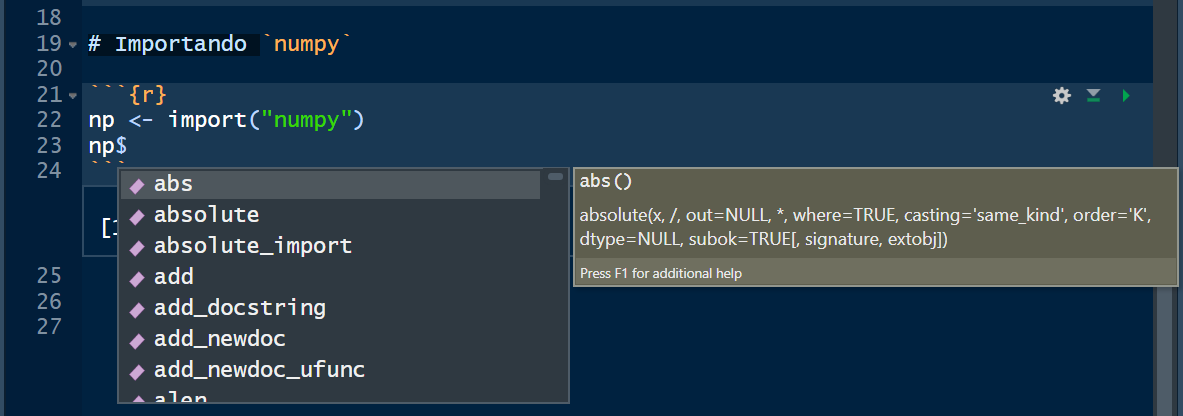 18
19 # Importando `numpy`
20
21 ```{r}
22 np <- import("numpy")
23 np$
24 ```
abs
absolute
absolute_import
add
add_docstring
add_newdoc
add_newdoc_ufunc
alen
abs()
absolute(x, /, out=NULL, *, where=TRUE, casting='same_kind', order='K',
dtype=NULL, subok=TRUE[, signature, extobj])
Press F1 for additional help
25
26
27